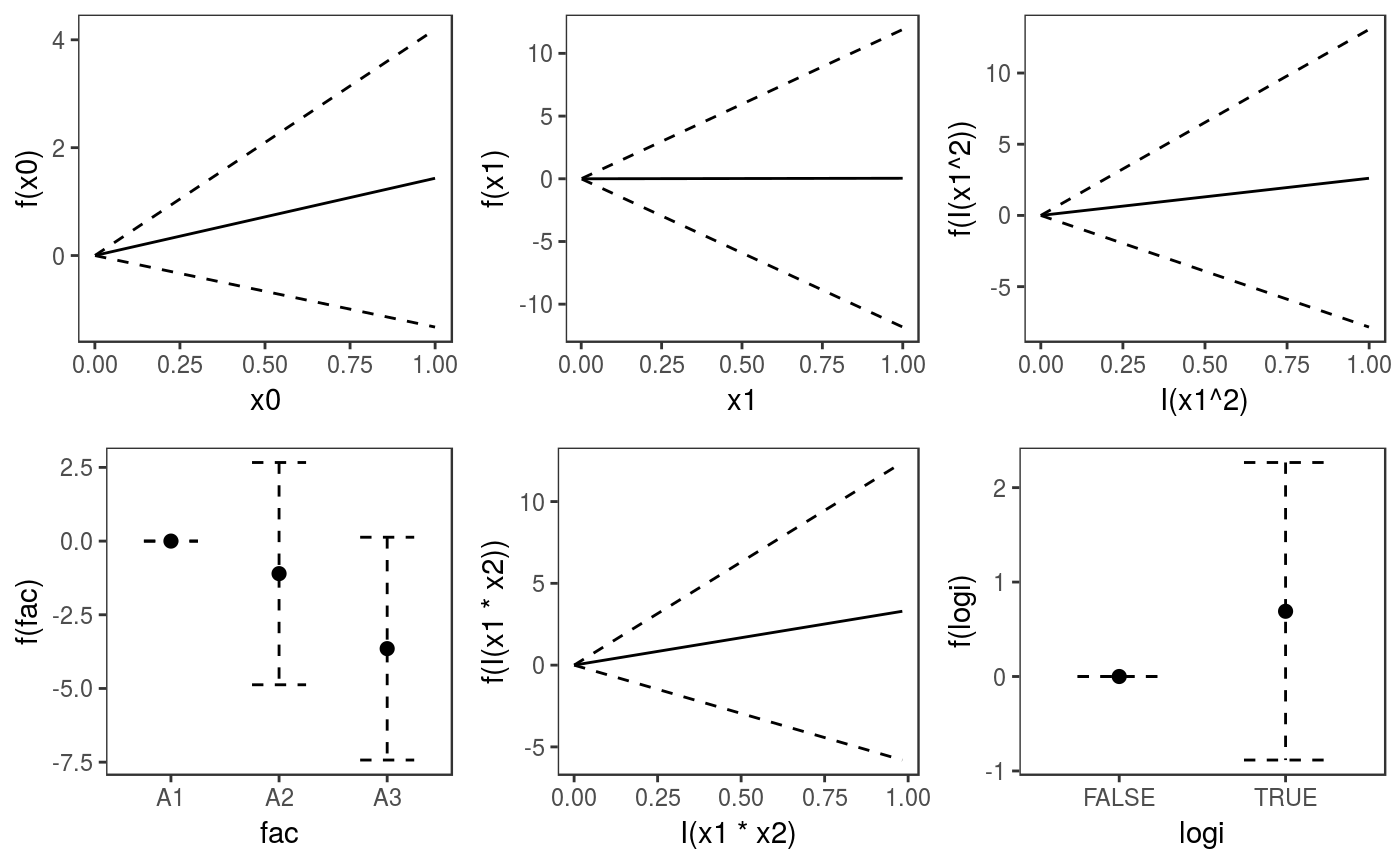 f(x0)
4
2
0
0.00 0.25 0.50 0.75 1.00
x0
f(x1)
10
5
0
-5
-10
0.00 0.25 0.50 0.75 1.00
x1
f(I(x1^2))
10
5
0
-5
0.00 0.25 0.50 0.75 1.00
I(x1^2)
f(fac)
2.5
0.0
-2.5
-5.0
-7.5
A1 A2 A3
fac
f(I(x1 * x2))
10
5
0
-5
0.00 0.25 0.50 0.75 1.00
I(x1 * x2)
f(logi)
2
1
0
-1
FALSE TRUE
logi